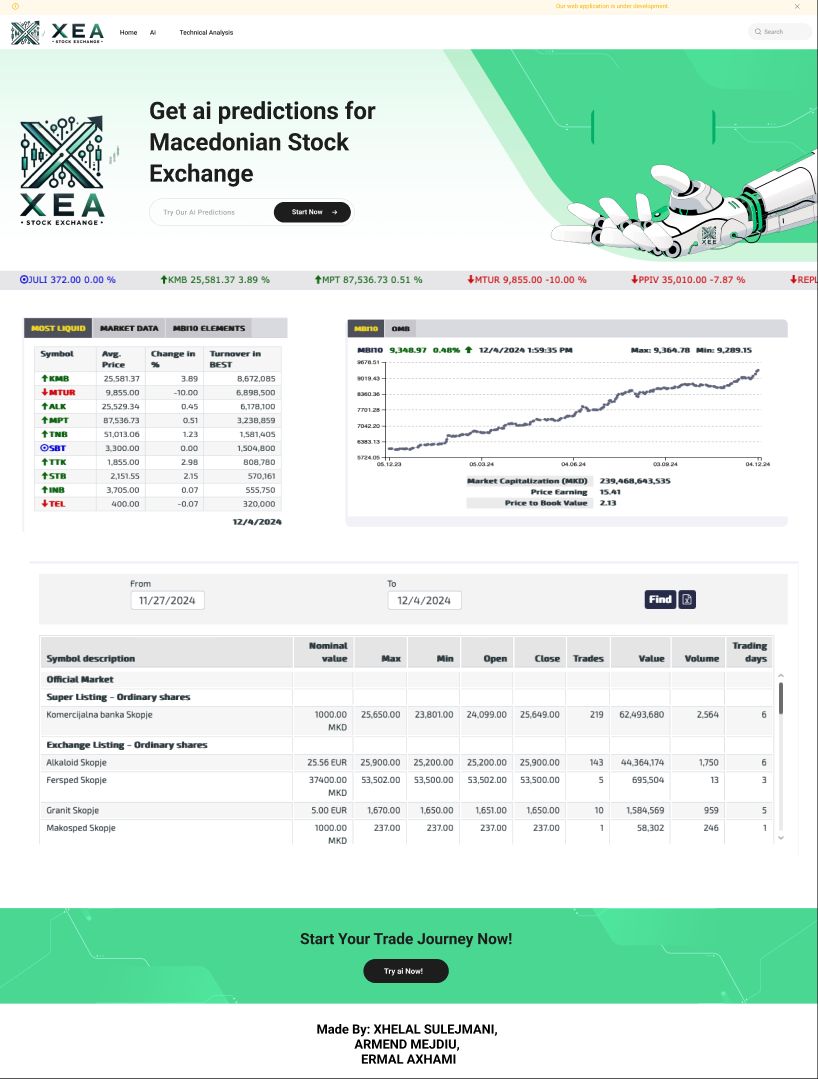 Our web application is under development.
XEA
• STOCK EXCHANGE •
Home Ai Technical Analysis
Search
Get ai predictions for
Macedonian Stock
Exchange
XEA
• STOCK EXCHANGE •
Try Our AI Predictions
Start Now →
XEE
JULI 372.00 0.00 % KMB 25,581.37 3.89 % MPT 87,536.73 0.51 % MTUR 9,855.00 -10.00 % PPIV 35,010.00 -7.87 % REPL
MOST LIQUID MARKET DATA MBI10 ELEMENTS
Symbol Avg. Price Change in % Turnover in BEST
KMB 25,581.37 3.89 8,672,085
MTUR 9,855.00 -10.00 6,898,500
ALK 25,529.34 0.45 6,178,100
MPT 87,536.73 0.51 3,238,859
TNB 51,013.06 1.23 1,581,405
SBT 3,300.00 0.00 1,504,800
TTK 1,855.00 2.98 808,780
STB 2,151.55 2.15 570,161
INB 3,705.00 0.07 555,750
TEL 400.00 -0.07 320,000
12/4/2024
MBI10 OMB
MBI10 9,348.97 0.48% 12/4/2024 1:59:35 PM Max: 9,364.78 Min: 9,289.15
9678.51
9019.43
8360.36
7701.28
7042.20
6383.13
5724.05
05.12.23 05.03.24 04.06.24 03.09.24 04.12.24
Market Capitalization (MKD) 239,468,643,535
Price Earning 15.41
Price to Book Value 2.13
From To
11/27/2024 12/4/2024 Find
Symbol description Nominal value Max Min Open Close Trades Value Volume Trading days
Official Market
Super Listing - Ordinary shares
Komercijalna banka Skopje 1000.00 MKD 25,650.00 23,801.00 24,099.00 25,649.00 219 62,493,680 2,564 6
Exchange Listing - Ordinary shares
Alkaloid Skopje 25.56 EUR 25,900.00 25,200.00 25,200.00 25,900.00 143 44,364,174 1,750 6
Fersped Skopje 37400.00 MKD 53,502.00 53,500.00 53,502.00 53,500.00 5 695,504 13 3
Granit Skopje 5.00 EUR 1,670.00 1,650.00 1,651.00 1,650.00 10 1,584,569 959 5
Makosped Skopje 1000.00 MKD 237.00 237.00 237.00 237.00 1 58,302 246 1
Start Your Trade Journey Now!
Try ai Now!
Made By: XHELAL SULEJMANI,
ARMEND MEJDIU,
ERMAL AXHAMI